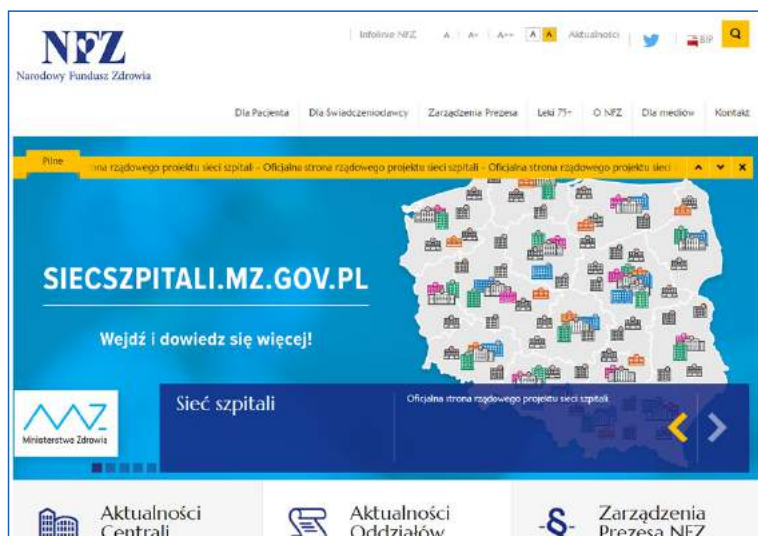 NFZ
Narodowy Fundusz Zdrowia
Infolinie NFZ A A+ A++ A A Aktualności BIP
Dla Pacjenta Dla Świadczeniodawcy Zarządzenia Prezesa Leki 75+ O NFZ Dla mediów Kontakt
Pilne
ona rządowego projektu sieci szpitali – Oficjalna strona rządowego projektu sieci szpitali – Oficjalna strona rządowego projektu sieci
SIECSZPITALI.MZ.GOV.PL
Wejdź i dowiedz się więcej!
Sieć szpitali
Oficjalna strona rządowego projektu sieci szpitali
MZ
Ministerstwo Zdrowia
Aktualności
Centrali
Aktualności
Oddziałów
-§-
Zarządzenia
Prezesa NFZ